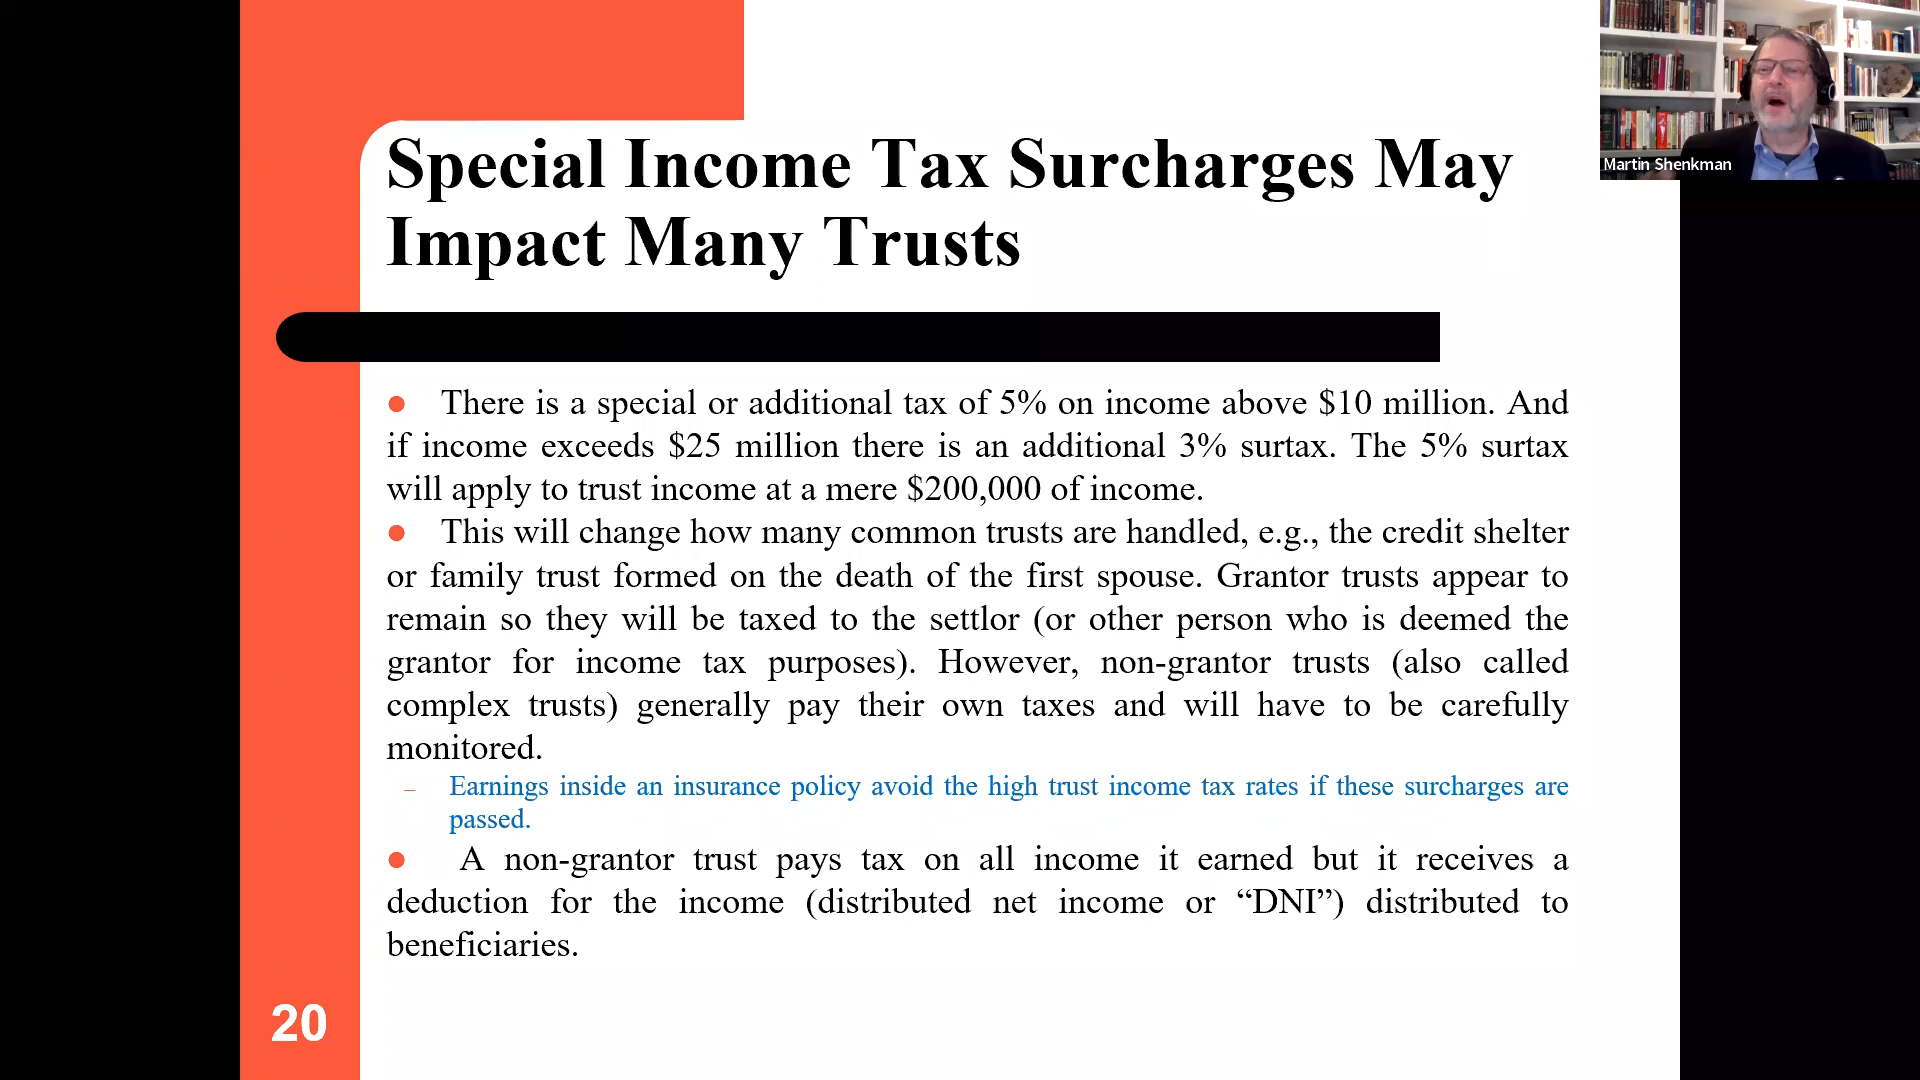 Special Income Tax Surcharges May
Impact Many Trusts
Martin Shenkman
● There is a special or additional tax of 5% on income above $10 million. And
if income exceeds $25 million there is an additional 3% surtax. The 5% surtax
will apply to trust income at a mere $200,000 of income.
● This will change how many common trusts are handled, e.g., the credit shelter
or family trust formed on the death of the first spouse. Grantor trusts appear to
remain so they will be taxed to the settlor (or other person who is deemed the
grantor for income tax purposes). However, non-grantor trusts (also called
complex trusts) generally pay their own taxes and will have to be carefully
monitored.
– Earnings inside an insurance policy avoid the high trust income tax rates if these surcharges are
passed.
● A non-grantor trust pays tax on all income it earned but it receives a
deduction for the income (distributed net income or “DNI”) distributed to
beneficiaries.
20